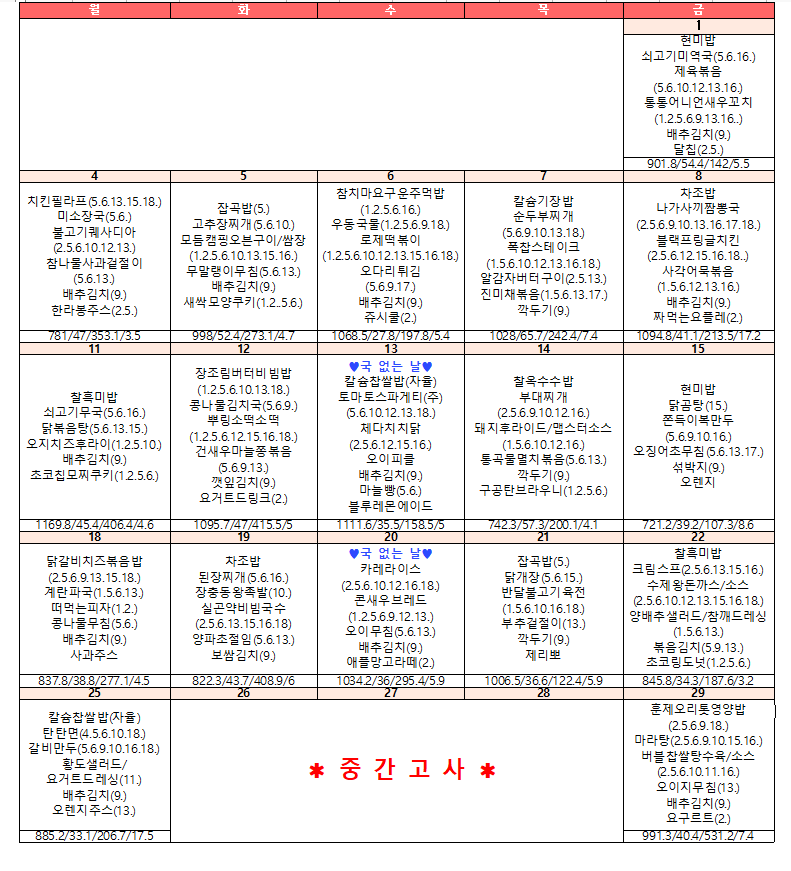 월 화 수 목 금
1
현미밥
쇠고기미역국(5.6.16.)
제육볶음
(5.6.10.12.13.16.)
통통어니언새우꼬치
(1.2.5.6.9.13.16..)
배추김치(9.)
달칩(2.5.)
901.8/54.4/142/5.5
4 5 6 7 8
치킨필라프(5.6.13.15.18.)
미소장국(5.6.)
불고기퀘사디아
(2.5.6.10.12.13.)
참나물사과겉절이
(5.6.13.)
배추김치(9.)
한라봉주스(2.5.)
잡곡밥(5.)
고추장찌개(5.6.10.)
모듬캠핑오븐구이/쌈장
(1.2.5.6.10.13.15.16.)
무말랭이무침(5.6.13.)
배추김치(9.)
새싹모양쿠키(1.2..5.6.)
참치마요구운주먹밥
(1.2.5.6.16.)
우동국물(1.2.5.6.9.18.)
로제떡볶이
(1.2.5.6.10.12.13.15.16.18.)
오다리튀김
(5.6.9.17.)
배추김치(9.)
쥬시쿨(2.)
칼슘기장밥
순두부찌개
(5.6.9.10.13.18.)
폭찹스테이크
(1.5.6.10.12.13.16.18.)
알감자버터구이(2.5.13.)
진미채볶음(1.5.6.13.17.)
깍두기(9.)
차조밥
나가사끼짬뽕국
(2.5.6.9.10.13.16.17.18.)
블랙프링글치킨
(2.5.6.12.15.16.18..)
사각어묵볶음
(1.5.6.12.13.16.)
배추김치(9.)
짜먹는요플레(2.)
781/47/353.1/3.5 998/52.4/273.1/4.7 1068.5/27.8/197.8/5.4 1028/65.7/242.4/7.4 1094.8/41.1/213.5/17.2
11 12 13 14 15
찰흑미밥
쇠고기무국(5.6.16.)
닭볶음탕(5.6.13.15.)
오지치즈후라이(1.2.5.10.)
배추김치(9.)
초코칩모찌쿠키(1.2.5.6.)
장조림버터비빔밥
(1.2.5.6.10.13.18.)
콩나물김치국(5.6.9.)
뿌링소떡소떡
(1.2.5.6.12.15.16.18.)
건새우마늘쫑볶음
(5.6.9.13.)
깻잎김치(9.)
요거트드링크(2.)
♥국 없는 날♥
칼슘찹쌀밥(자율)
토마토스파게티(주)
(5.6.10.12.13.18.)
체다치치닭
(2.5.6.12.15.16.)
오이피클
배추김치(9.)
마늘빵(5.6.)
블루레몬에이드
찰옥수수밥
부대찌개
(2.5.6.9.10.12.16.)
돼지후라이드/맵스터소스
(1.5.6.10.12.16.)
통곡물멸치볶음(5.6.13.)
깍두기(9.)
구공탄브라우니(1.2.5.6.)
현미밥
닭곰탕(15.)
쫀득이복만두
(5.6.9.10.16.)
오징어초무침(5.6.13.17.)
섞박지(9.)
오렌지
1169.8/45.4/406.4/4.6 1095.7/47/415.5/5 1111.6/35.5/158.5/5 742.3/57.3/200.1/4.1 721.2/39.2/107.3/8.6
18 19 20 21 22
닭갈비치즈볶음밥
(2.5.6.9.13.15.18.)
계란파국(1.5.6.13.)
떠먹는피자(1.2.)
콩나물무침(5.6.)
배추김치(9.)
사과주스
차조밥
된장찌개(5.6.16.)
장충동왕족발(10.)
실곤약비빔국수
(2.5.6.13.15.16.18)
양파초절임(5.6.13.)
보쌈김치(9.)
♥국 없는 날♥
카레라이스
(2.5.6.10.12.16.18.)
콘새우브레드
(1.2.5.6.9.12.13.)
오이무침(5.6.13.)
배추김치(9.)
애플망고라떼(2.)
잡곡밥(5.)
닭개장(5.6.15.)
반달불고기육전
(1.5.6.10.16.18.)
부추겉절이(13.)
깍두기(9.)
제리뽀
찰흑미밥
크림스프(2.5.6.13.15.16.)
수제왕돈까스/소스
(2.5.6.10.12.13.15.16.18.)
양배추샐러드/참깨드레싱
(1.5.6.13.)
볶음김치(5.9.13.)
초코링도넛(1.2.5.6.)
837.8/38.8/277.1/4.5 822.3/43.7/408.9/6 1034.2/36/295.4/5.9 1006.5/36.6/122.4/5.9 845.8/34.3/187.6/3.2
25 26 27 28 29
칼슘찹쌀밥(자율)
탄탄면(4.5.6.10.18.)
갈비만두(5.6.9.10.16.18.)
황도샐러드/
요거트드레싱(11.)
배추김치(9.)
오렌지주스(13.)
* 중 간 고 사 *
훈제오리톳영양밥
(2.5.6.9.18.)
마라탕(2.5.6.9.10.15.16.)
버블찹쌀탕수육/소스
(2.5.6.10.11.16.)
오이지무침(13.)
배추김치(9.)
요구르트(2.)
885.2/33.1/206.7/17.5 991.3/40.4/531.2/7.4